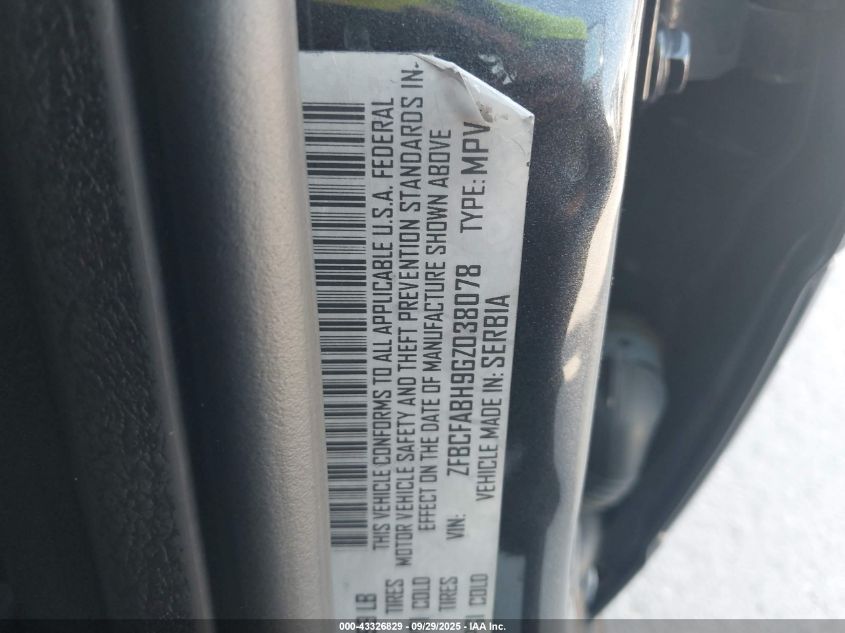 THIS VEHICLE CONFORMS TO ALL APPLICABLE U.S.A. FEDERAL
MOTOR VEHICLE SAFETY AND THEFT PREVENTION STANDARDS IN-
EFFECT ON THE DATE OF MANUFACTURE SHOWN ABOVE
VIN: ZFBCFABH9GZ038078 TYPE: MPV
VEHICLE MADE IN: SERBIA
LB
TIRES
COLD
TIRES
COLD
000-43326829 - 09/29/2025 - IAA Inc. - Copyright